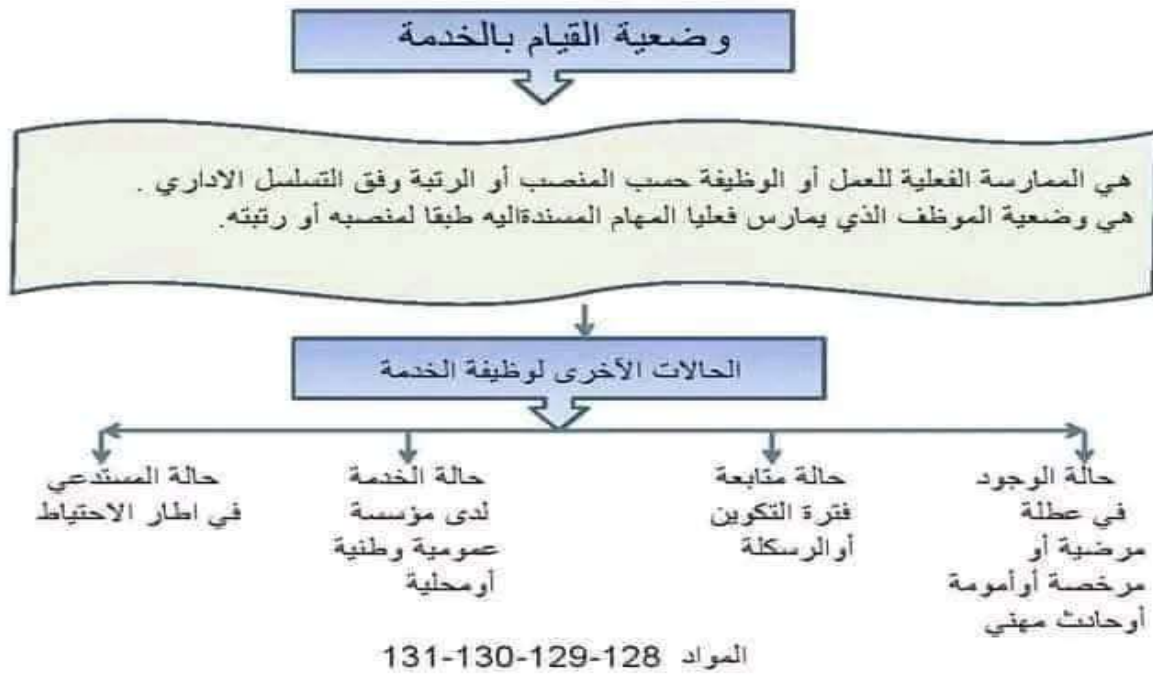 وضعية القيام بالخدمة
هي الممارسة الفعلية للعمل أو الوظيفة حسب المنصب أو الرتبة وفق التسلسل الاداري .
هي وضعية الموظف الذي يمارس فعليا المهام المسندةاليه طبقا لمنصبه أو رتبته.
الحالات الآخرى لوظيفة الخدمة
حالة الوجود
في عطلة
مرضية أو
مرخصة أوأمومة
أوحادث مهني
حالة متابعة
فترة التكوين
أوالرسكلة
حالة الخدمة
لدى مؤسسة
عمومية وطنية
أومحلية
حالة المستدعي
في اطار الاحتياط
المواد 128-129-130-131